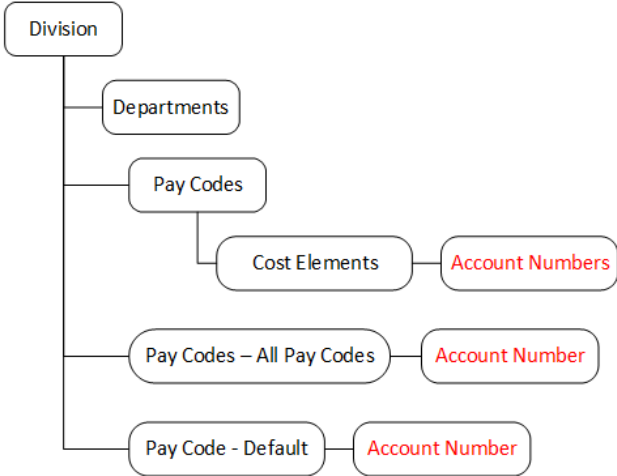 Division
Departments
Pay Codes
Cost Elements
Account Numbers
Pay Codes – All Pay Codes
Account Number
Pay Code - Default
Account Number